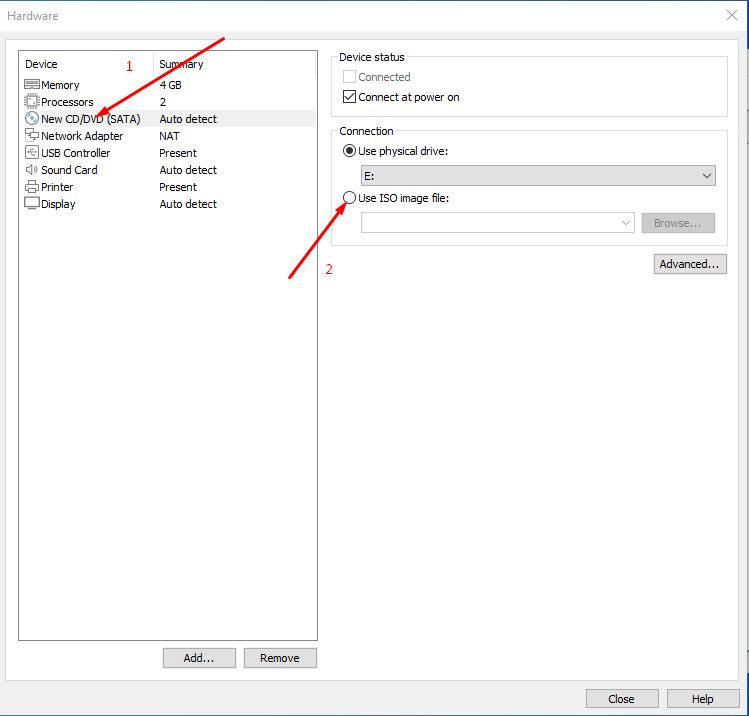 Hardware
Device 1 Summary
Memory 4 GB
Processors 2
New CD/DVD (SATA) Auto detect
Network Adapter NAT
USB Controller Present
Sound Card Auto detect
Printer Present
Display Auto detect
Add... Remove
Device status
Connected
Connect at power on
Connection
Use physical drive:
E:
Use ISO image file:
Browse...
2
Advanced...
Close Help